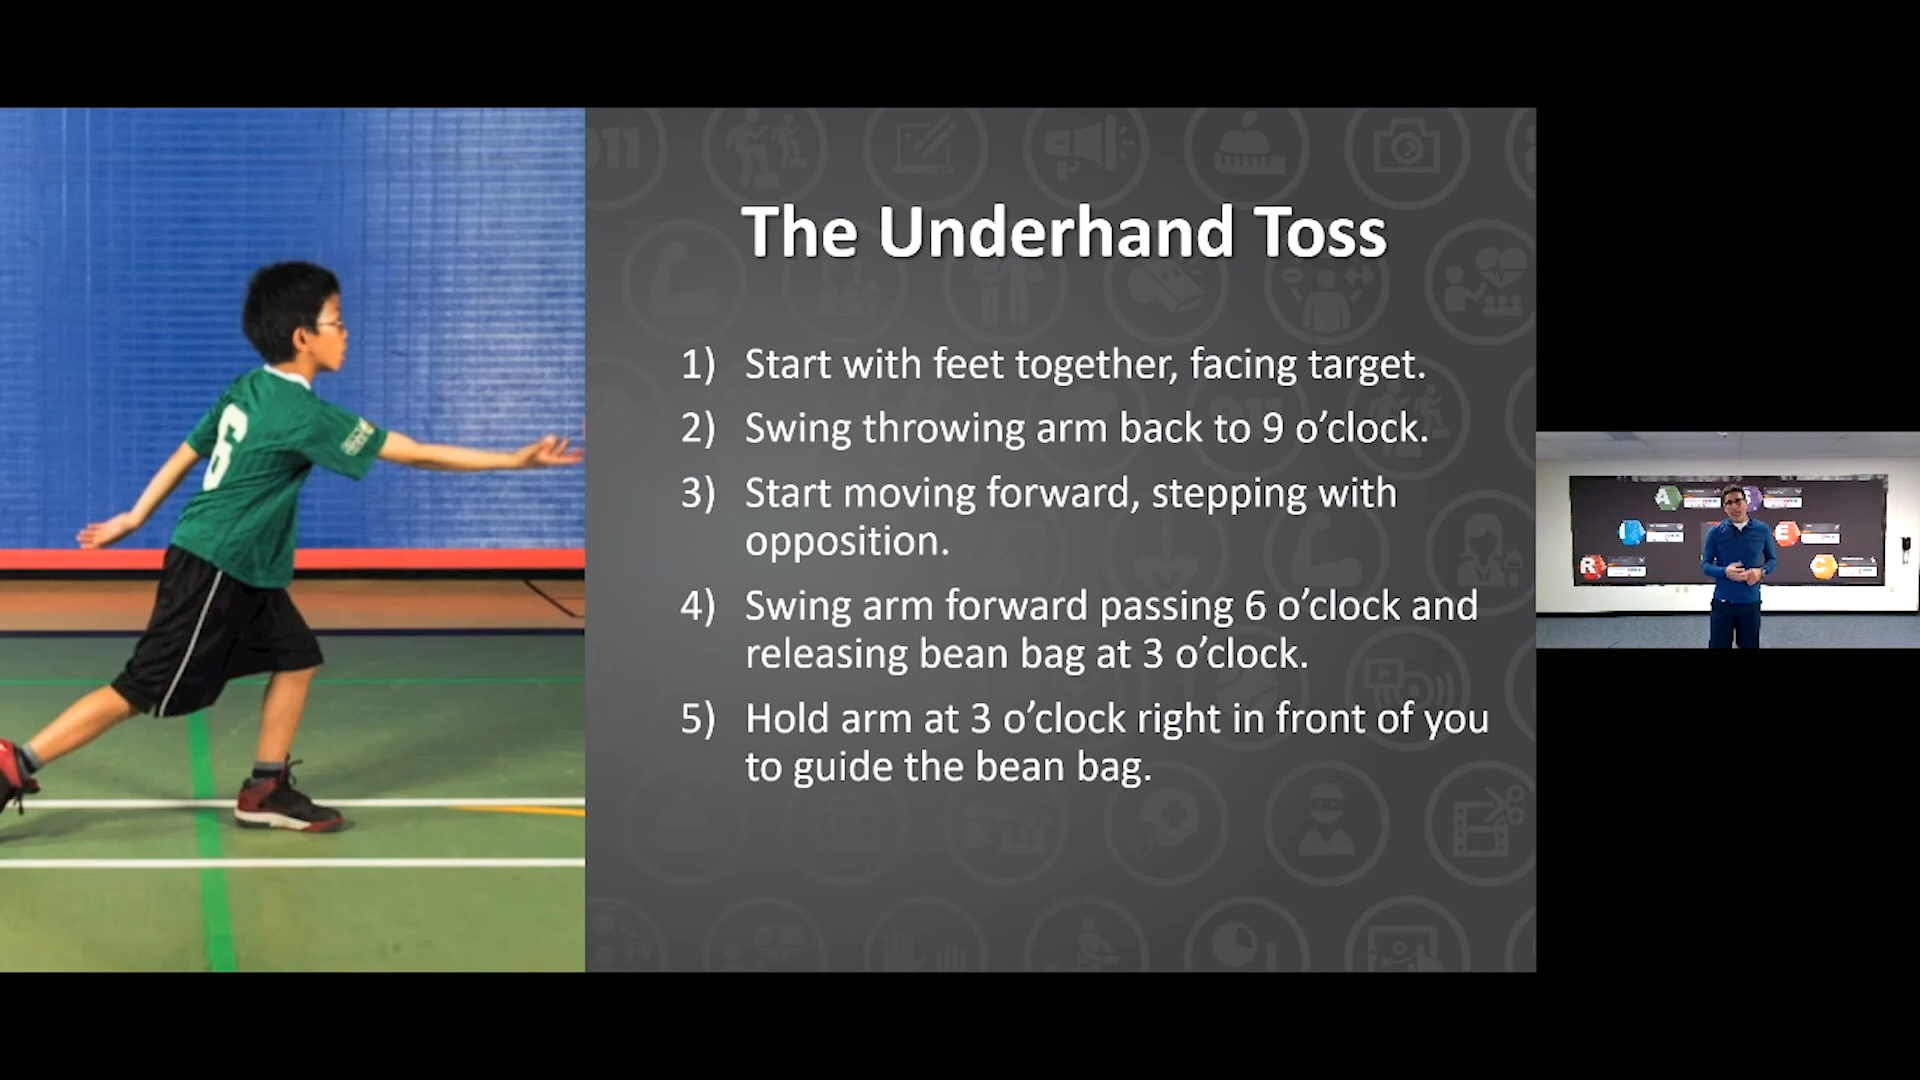 The Underhand Toss
1) Start with feet together, facing target.
2) Swing throwing arm back to 9 o’clock.
3) Start moving forward, stepping with
opposition.
4) Swing arm forward passing 6 o’clock and
releasing bean bag at 3 o’clock.
5) Hold arm at 3 o’clock right in front of you
to guide the bean bag.
6
911
A S
I E
R C